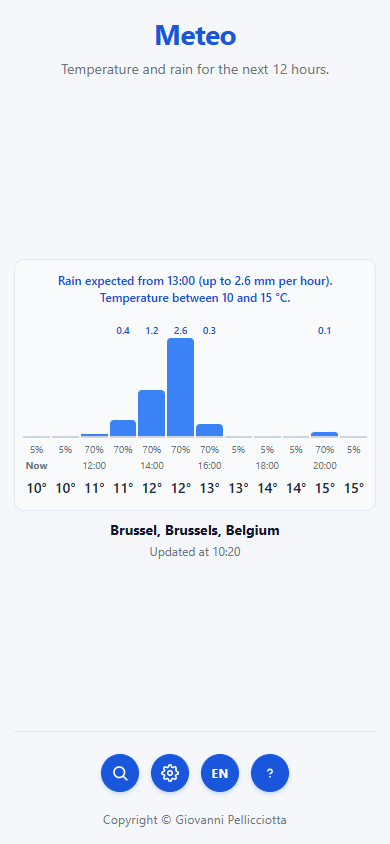 Meteo
Temperature and rain for the next 12 hours.
Rain expected from 13:00 (up to 2.6 mm per hour).
Temperature between 10 and 15 °C.
0.4 1.2 2.6 0.3 0.1
5% 5% 70% 70% 70% 70% 70% 5% 5% 5% 70% 5%
Now 12:00 14:00 16:00 18:00 20:00
10° 10° 11° 11° 12° 12° 13° 13° 14° 14° 15° 15°
Brussel, Brussels, Belgium
Updated at 10:20
EN ?
Copyright © Giovanni Pellicciotta